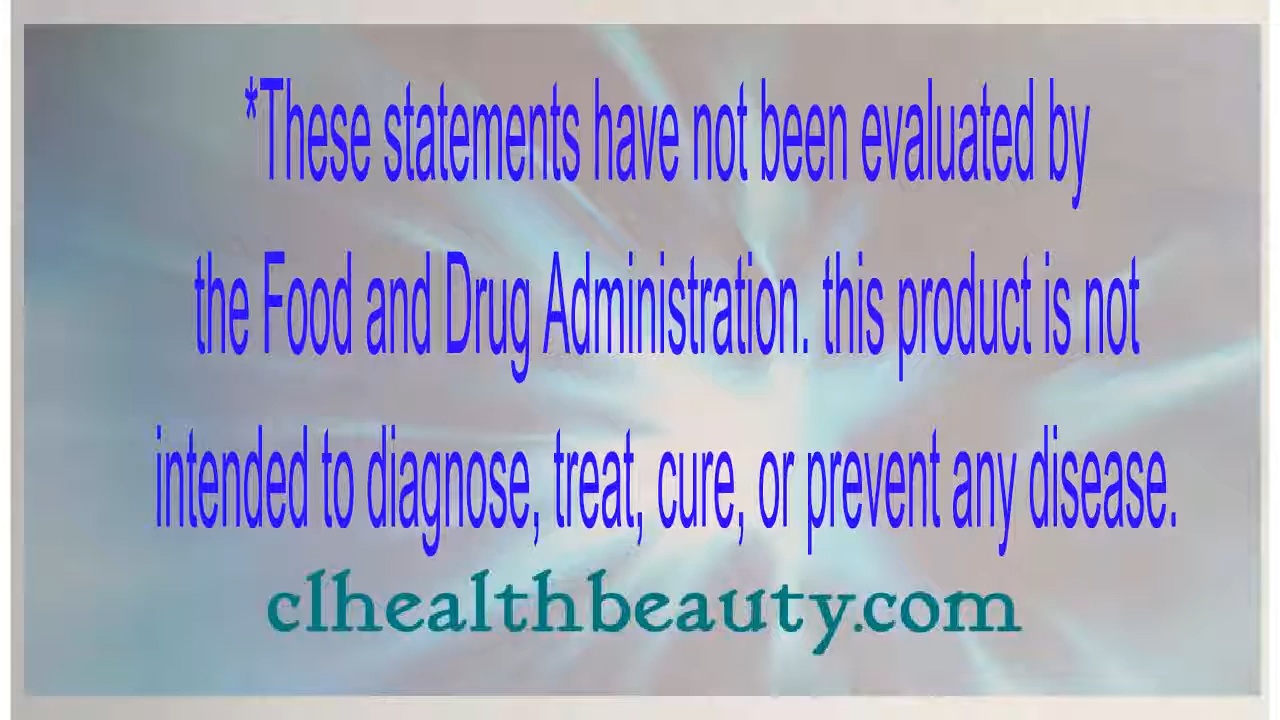 *These statements have not been evaluated by
the Food and Drug Administration. this product is not
intended to diagnose, treat, cure, or prevent any disease.
clhealthbeauty.com